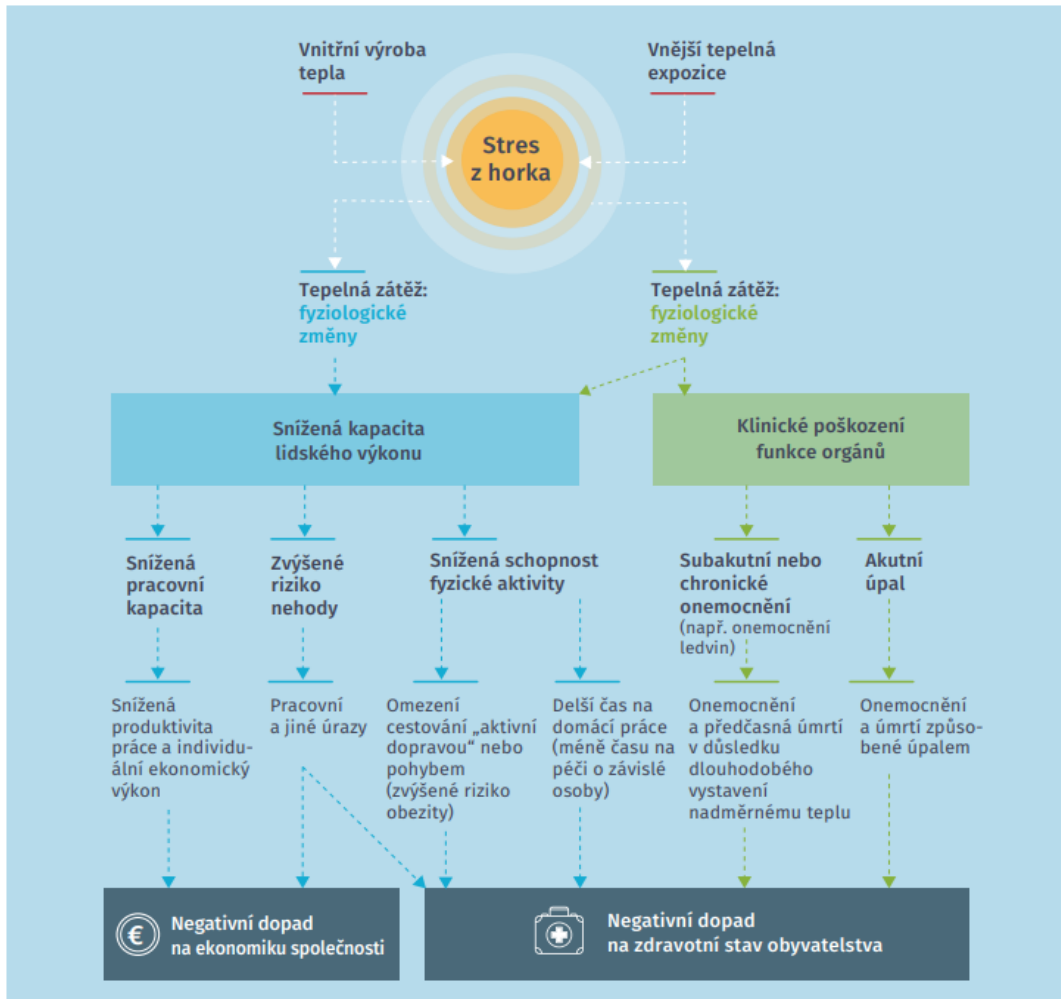 Vnitřní výroba
tepla
Vnější tepelná
expozice
Stres
z horka
Tepelná zátěž:
fyziologické
změny
Tepelná zátěž:
fyziologické
změny
Snížená kapacita
lidského výkonu
Klinické poškození
funkce orgánů
Snížená
pracovní
kapacita
Zvýšené
riziko
nehody
Snížená schopnost
fyzické aktivity
Subakutní nebo
chronické
onemocnění
(např. onemocnění
ledvin)
Akutní
úpal
Snížená
produktivita
práce a individu-
ální ekonomický
výkon
Pracovní
a jiné úrazy
Omezení
cestování „aktivní
dopravou“ nebo
pohybem
(zvýšené riziko
obezity)
Delší čas na
domácí práce
(méně času na
péči o závislé
osoby)
Onemocnění
a předčasná úmrtí
v důsledku
dlouhodobého
vystavení
nadměrnému teplu
Onemocnění
a úmrtí způso-
bené úpalem
€
Negativní dopad
na ekonomiku společnosti
Negativní dopad
na zdravotní stav obyvatelstva